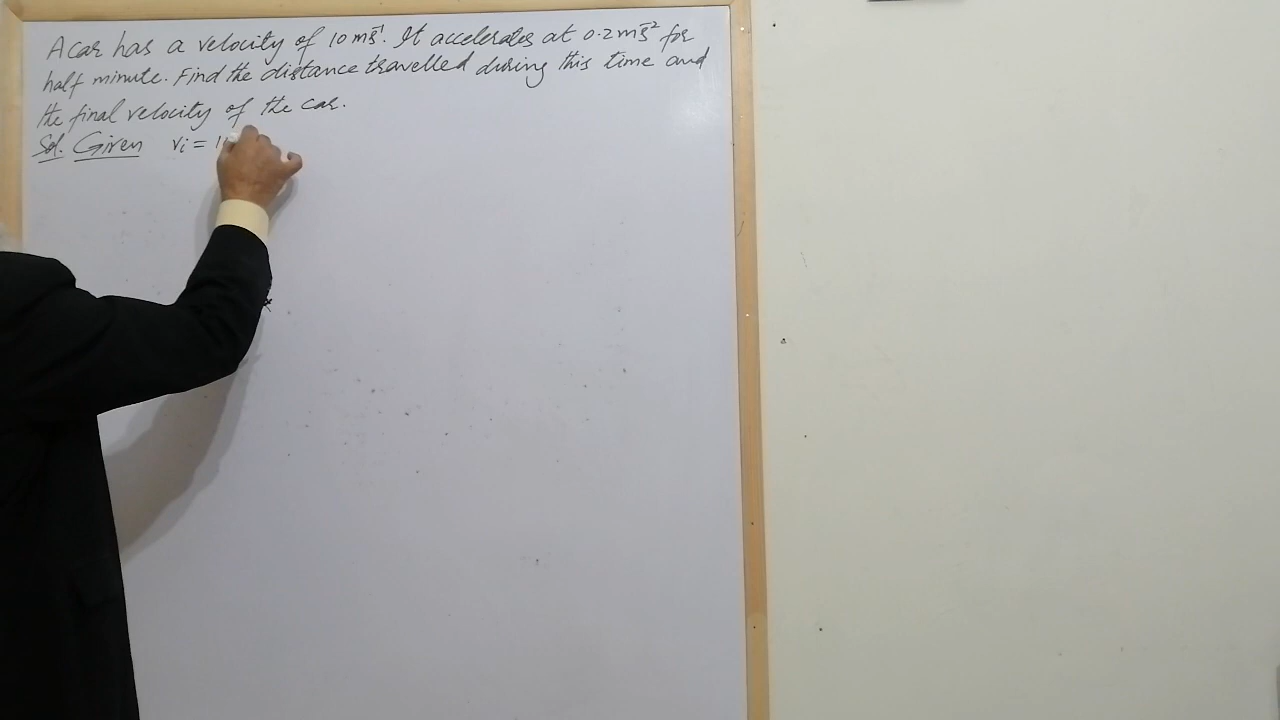 A car has a velocity of 10 ms⁻¹. It accelerates at 0.2 ms⁻² for
half minute. Find the distance travelled during this time and
the final velocity of the car.
Sol. Given vi = 1